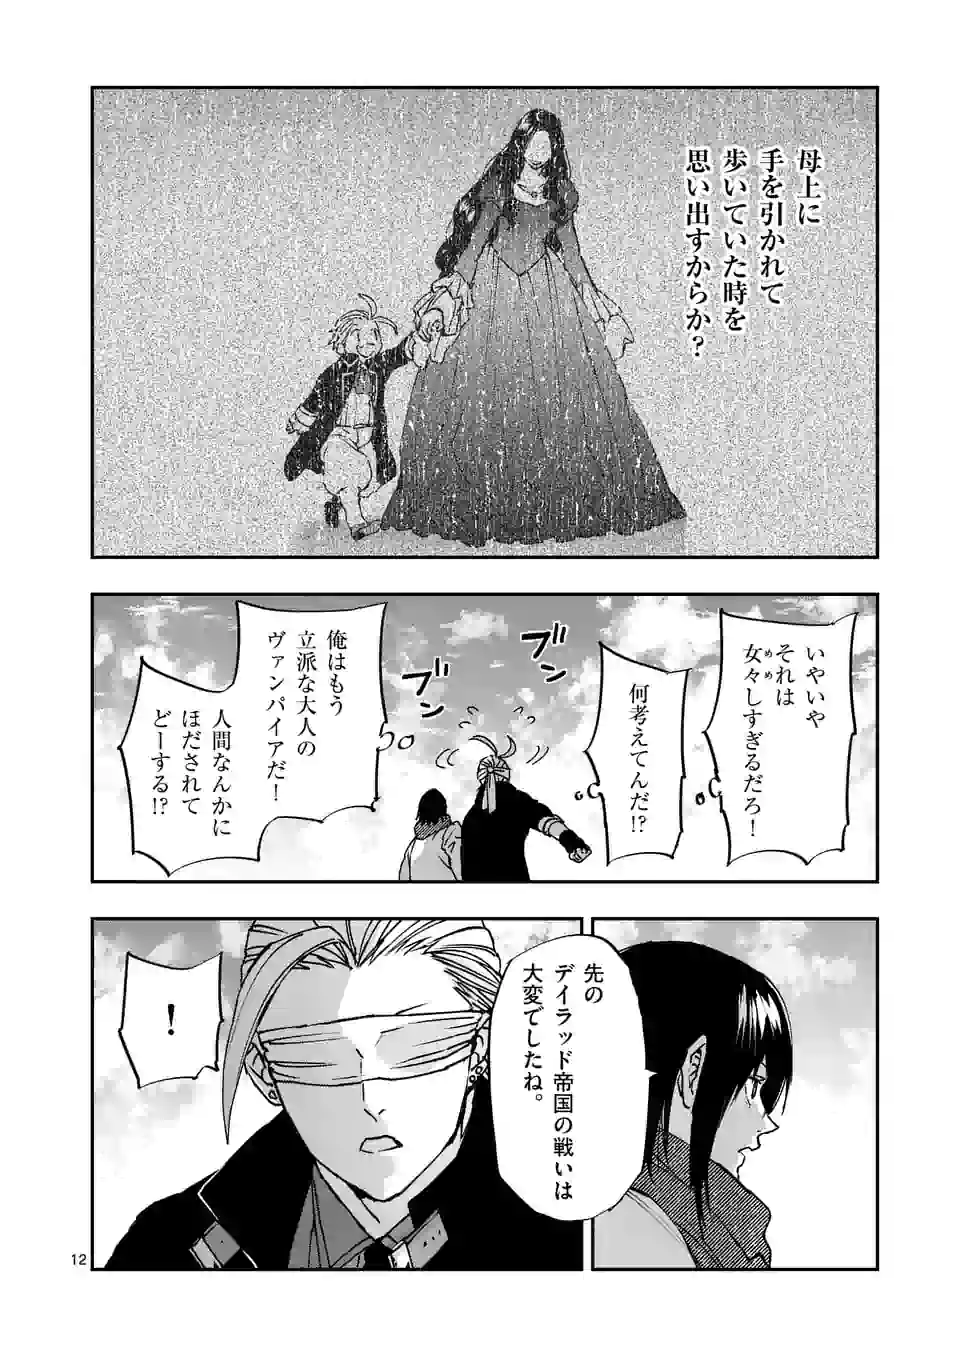 母上に
手を引かれて
歩いていた時を
思い出すからか？
いやいや
それは
女々しすぎるだろ！
めめ
何考えてんだ!?
ブン
ブン
俺はもう
立派な大人の
ヴァンパイアだ！
人間なんかに
ほだされて
どーする!?
先の
デイラッド帝国の戦いは
大変でしたね。
！
12